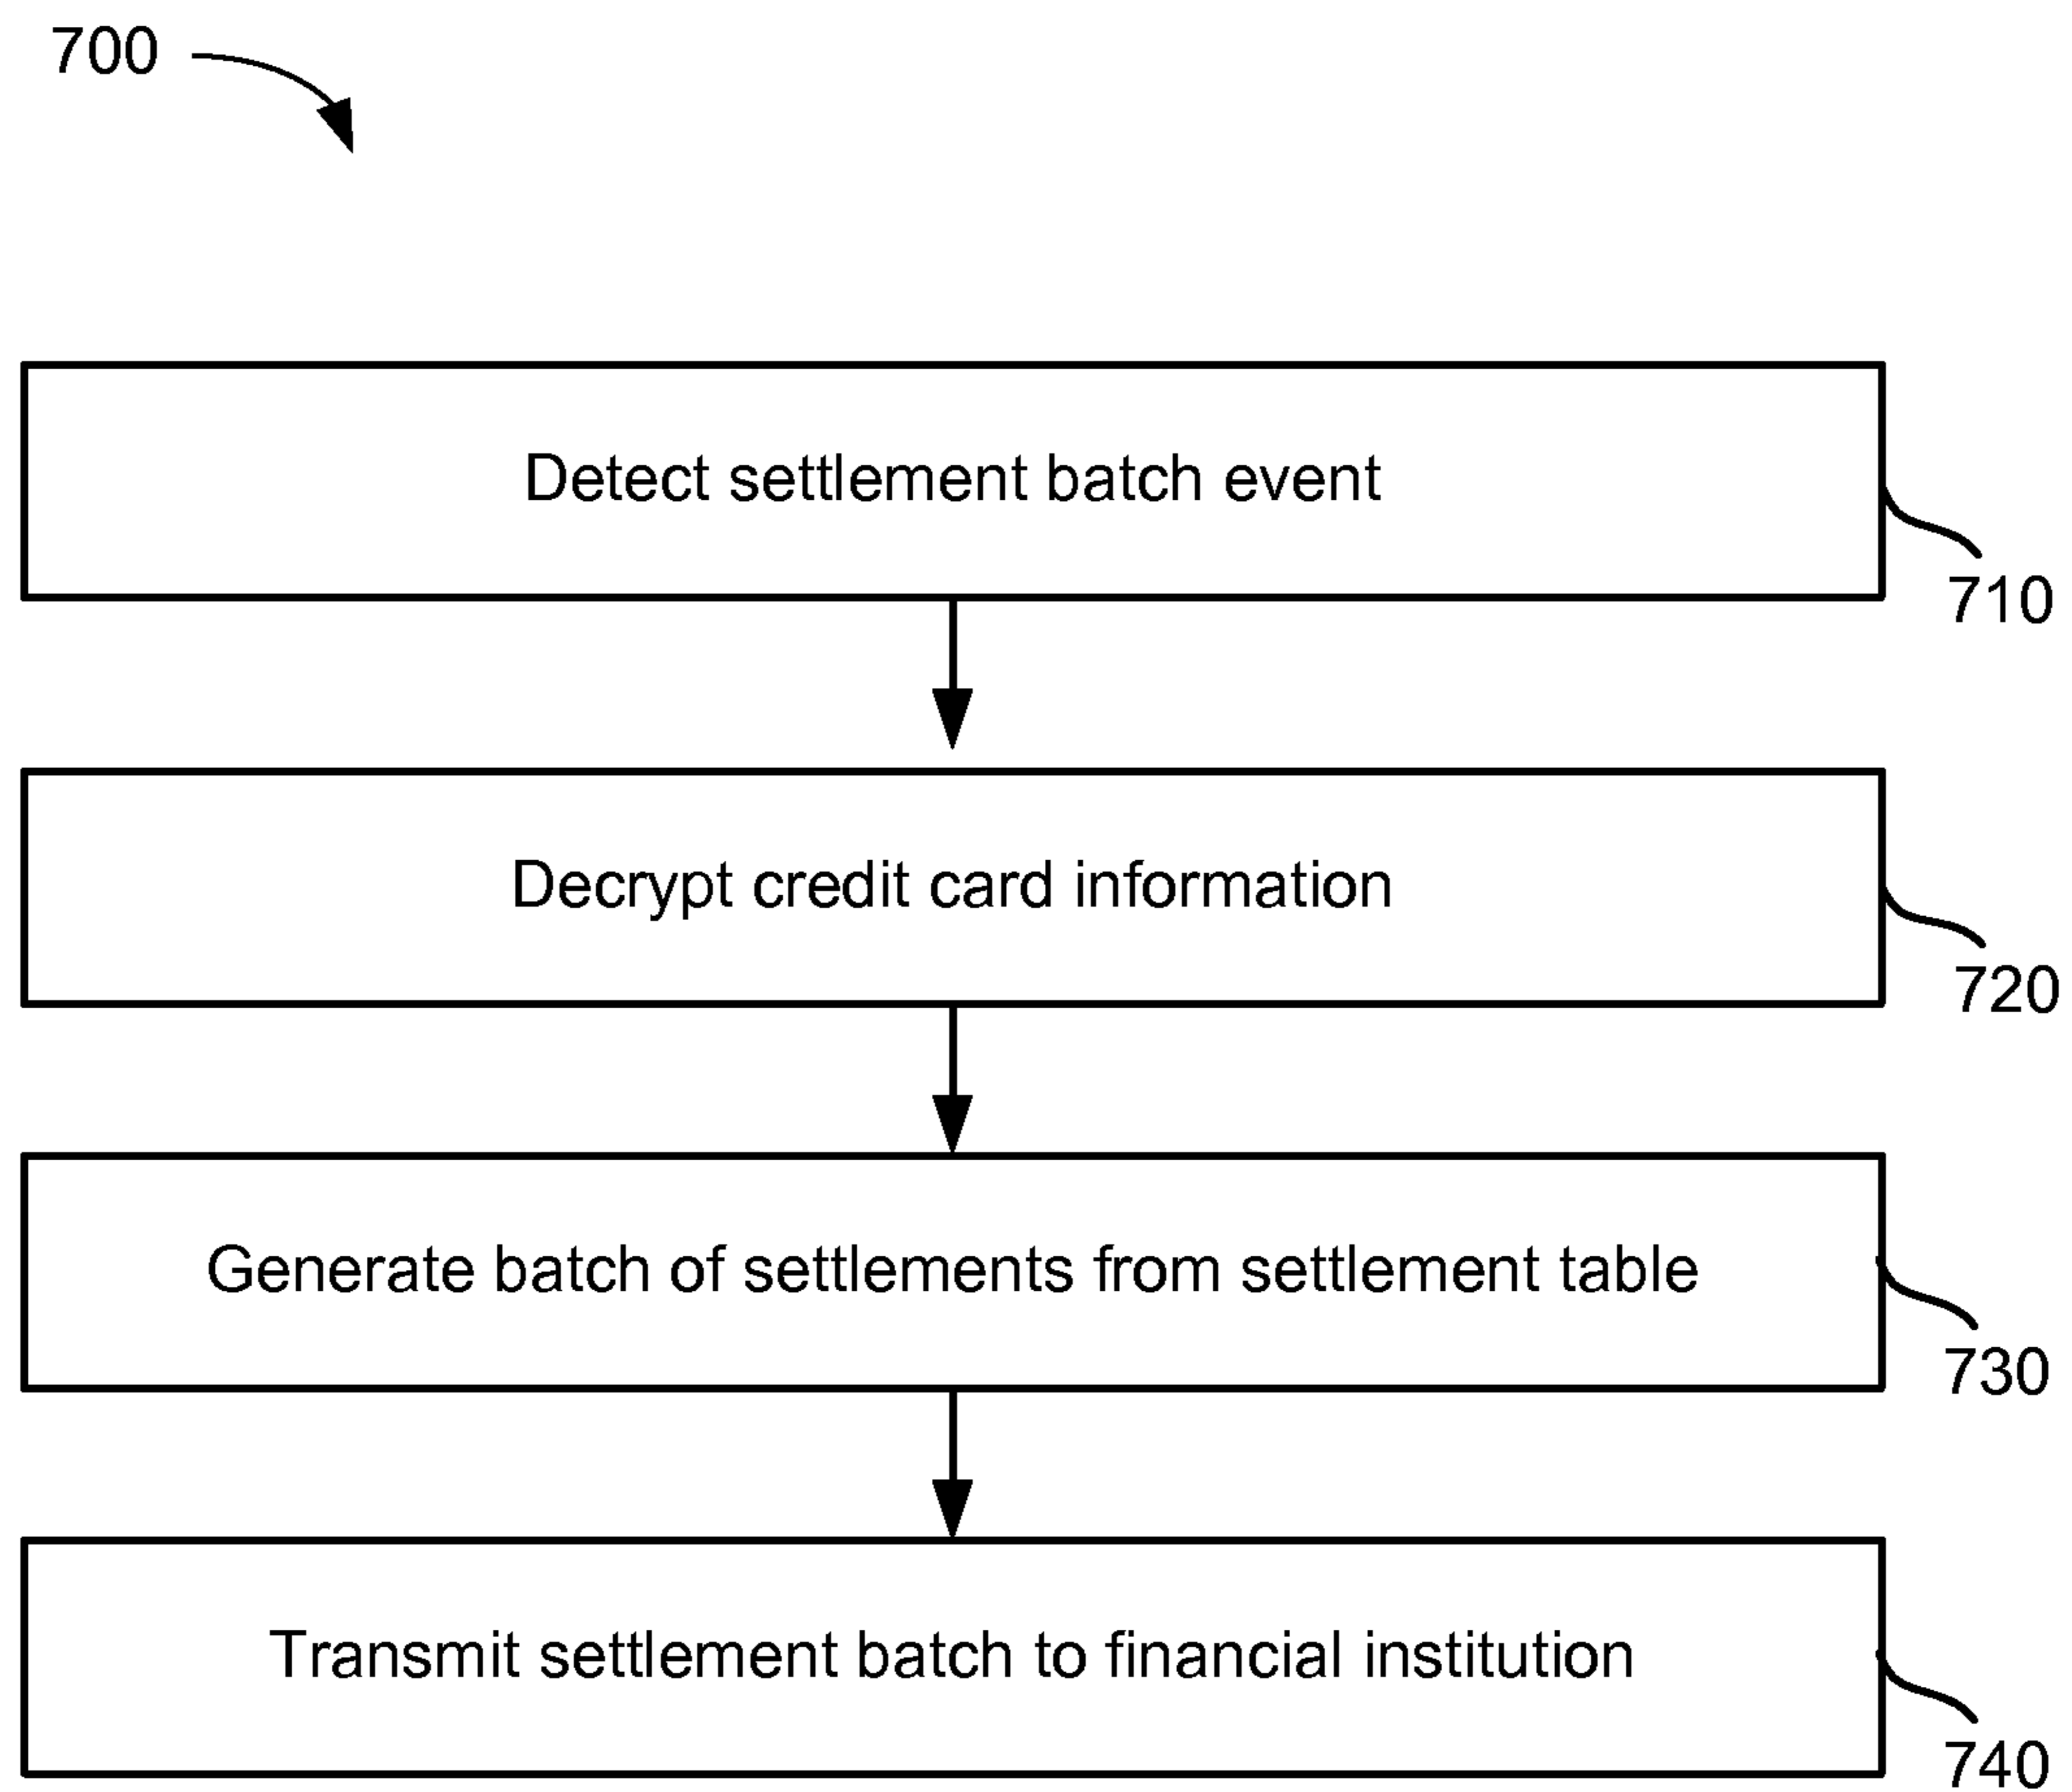 700
Detect settlement batch event
710
Decrypt credit card information
720
Generate batch of settlements from settlement table
730
Transmit settlement batch to financial institution
740